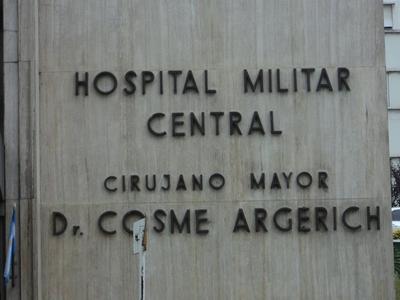 HOSPITAL MILITAR
CENTRAL
CIRUJANO MAYOR
Dr. COSME ARGERICH